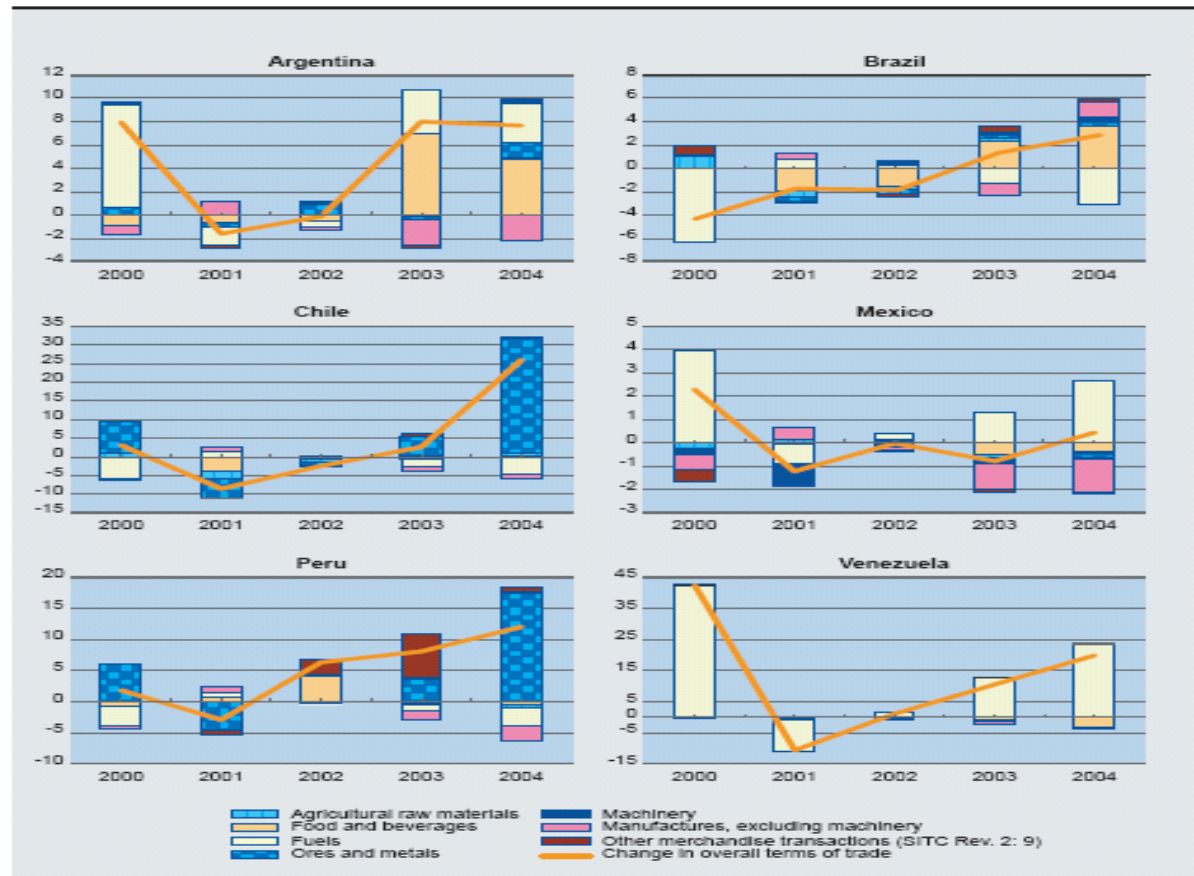 Argentina
12
10
8
6
4
2
0
-2
-4
2000 2001 2002 2003 2004
Brazil
8
6
4
2
0
-2
-4
-6
-8
2000 2001 2002 2003 2004
Chile
35
30
25
20
15
10
5
0
-5
-10
-15
2000 2001 2002 2003 2004
Mexico
5
4
3
2
1
0
-1
-2
-3
2000 2001 2002 2003 2004
Peru
20
15
10
5
0
-5
-10
2000 2001 2002 2003 2004
Venezuela
45
35
25
15
5
0
-5
-15
2000 2001 2002 2003 2004
Agricultural raw materials
Food and beverages
Fuels
Ores and metals
Machinery
Manufactures, excluding machinery
Other merchandise transactions (SITC Rev. 2: 9)
Change in overall terms of trade